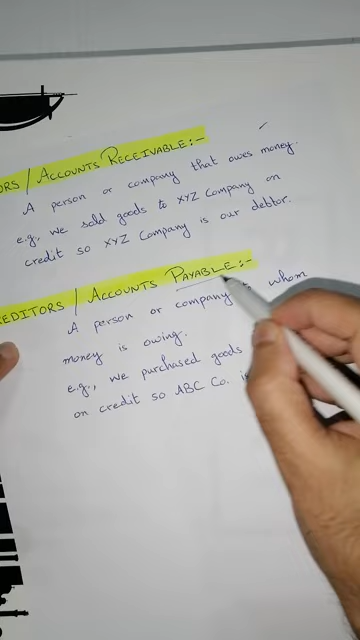 ORS / ACCOUNTS RECEIVABLE:-
A person or company that owes money.
e.g., we sold goods to XYZ Company on
credit so XYZ Company is our debtor.
REDITORS / ACCOUNTS PAYABLE:-
A person or company whom
money is owing.
e.g., we purchased goods
on credit so ABC Co. is